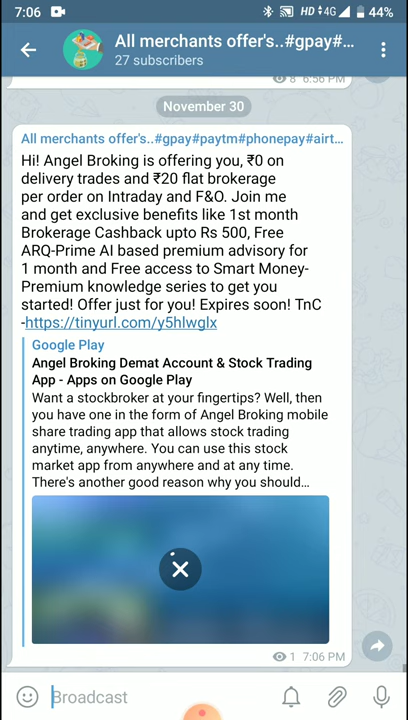 7:06 HD 4G 44%
All merchants offer's..#gpay#...
27 subscribers
8 6:56 PM
November 30
All merchants offer's..#gpay#paytm#phonepay#airt...
Hi! Angel Broking is offering you, ₹0 on
delivery trades and ₹20 flat brokerage
per order on Intraday and F&O. Join me
and get exclusive benefits like 1st month
Brokerage Cashback upto Rs 500, Free
ARQ-Prime AI based premium advisory for
1 month and Free access to Smart Money-
Premium knowledge series to get you
started! Offer just for you! Expires soon! TnC
-https://tinyurl.com/y5hlwglx
Google Play
Angel Broking Demat Account & Stock Trading
App - Apps on Google Play
Want a stockbroker at your fingertips? Well, then
you have one in the form of Angel Broking mobile
share trading app that allows stock trading
anytime, anywhere. You can use this stock
market app from anywhere and at any time.
There's another good reason why you should...
1 7:06 PM
Broadcast